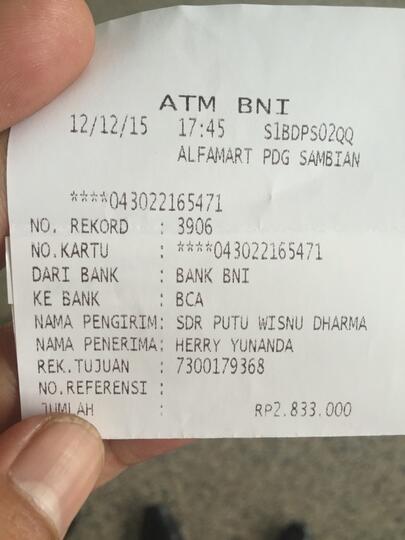 ATM BNI
12/12/15 17:45 S1BDPS02QQ
ALFAMART PDG SAMBIAN
****043022165471
NO. REKORD : 3906
NO.KARTU : ****043022165471
DARI BANK : BANK BNI
KE BANK : BCA
NAMA PENGIRIM: SDR PUTU WISNU DHARMA
NAMA PENERIMA: HERRY YUNANDA
REK.TUJUAN : 7300179368
NO.REFERENSI :
JUMLAH : RP2.833.000